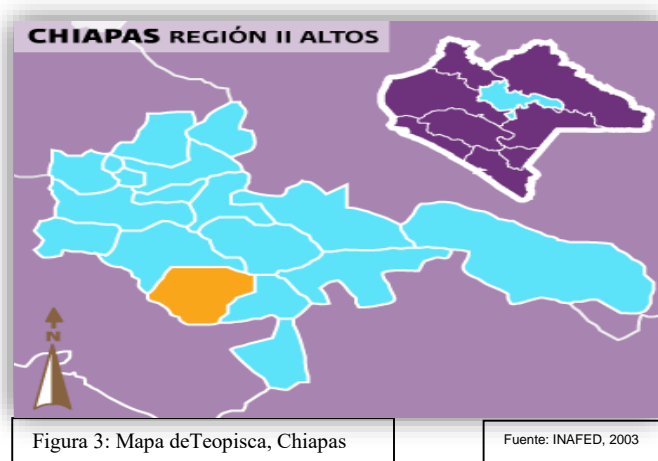 CHIAPAS REGIÓN II ALTOS
N
Figura 3: Mapa deTeopisca, Chiapas
Fuente: INAFED, 2003